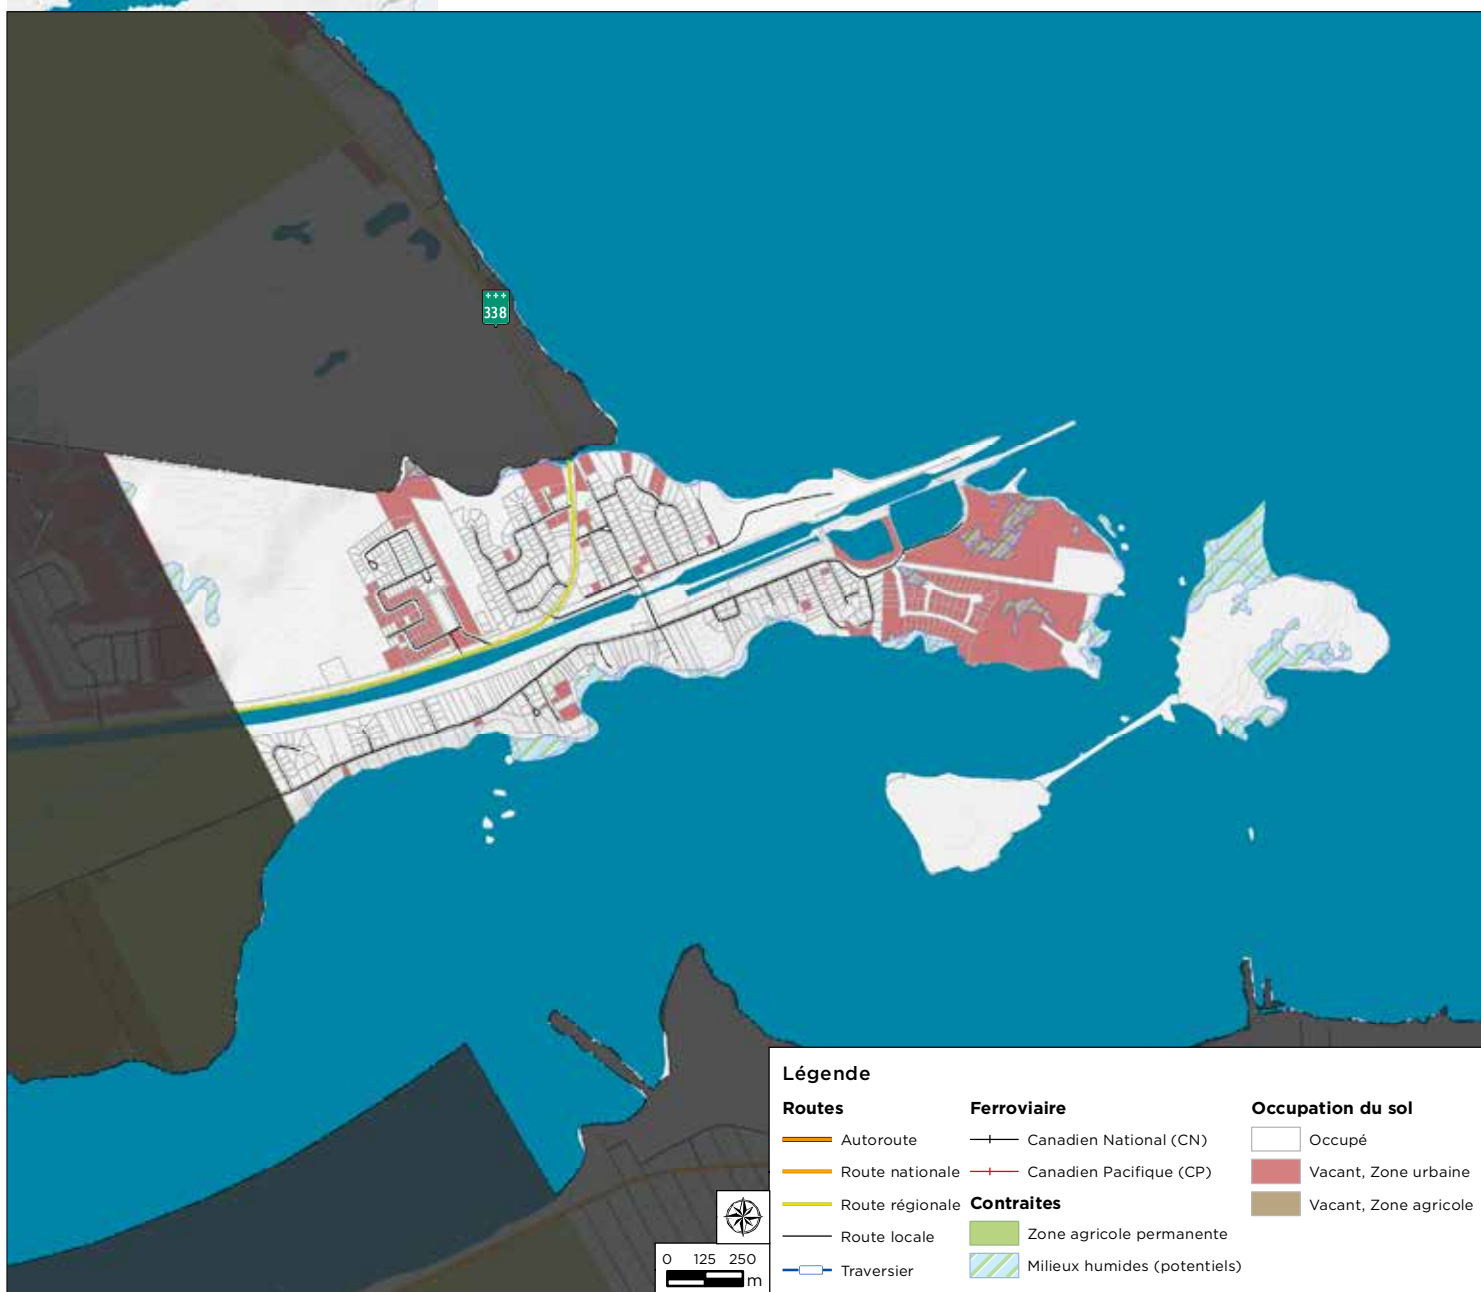 +++
338
Légende
Routes
Autoroute
Route nationale
Route régionale
Route locale
Traversier
Ferroviaire
Canadien National (CN)
Canadien Pacifique (CP)
Contraites
Zone agricole permanente
Milieux humides (potentiels)
Occupation du sol
Occupé
Vacant, Zone urbaine
Vacant, Zone agricole
0 125 250
m